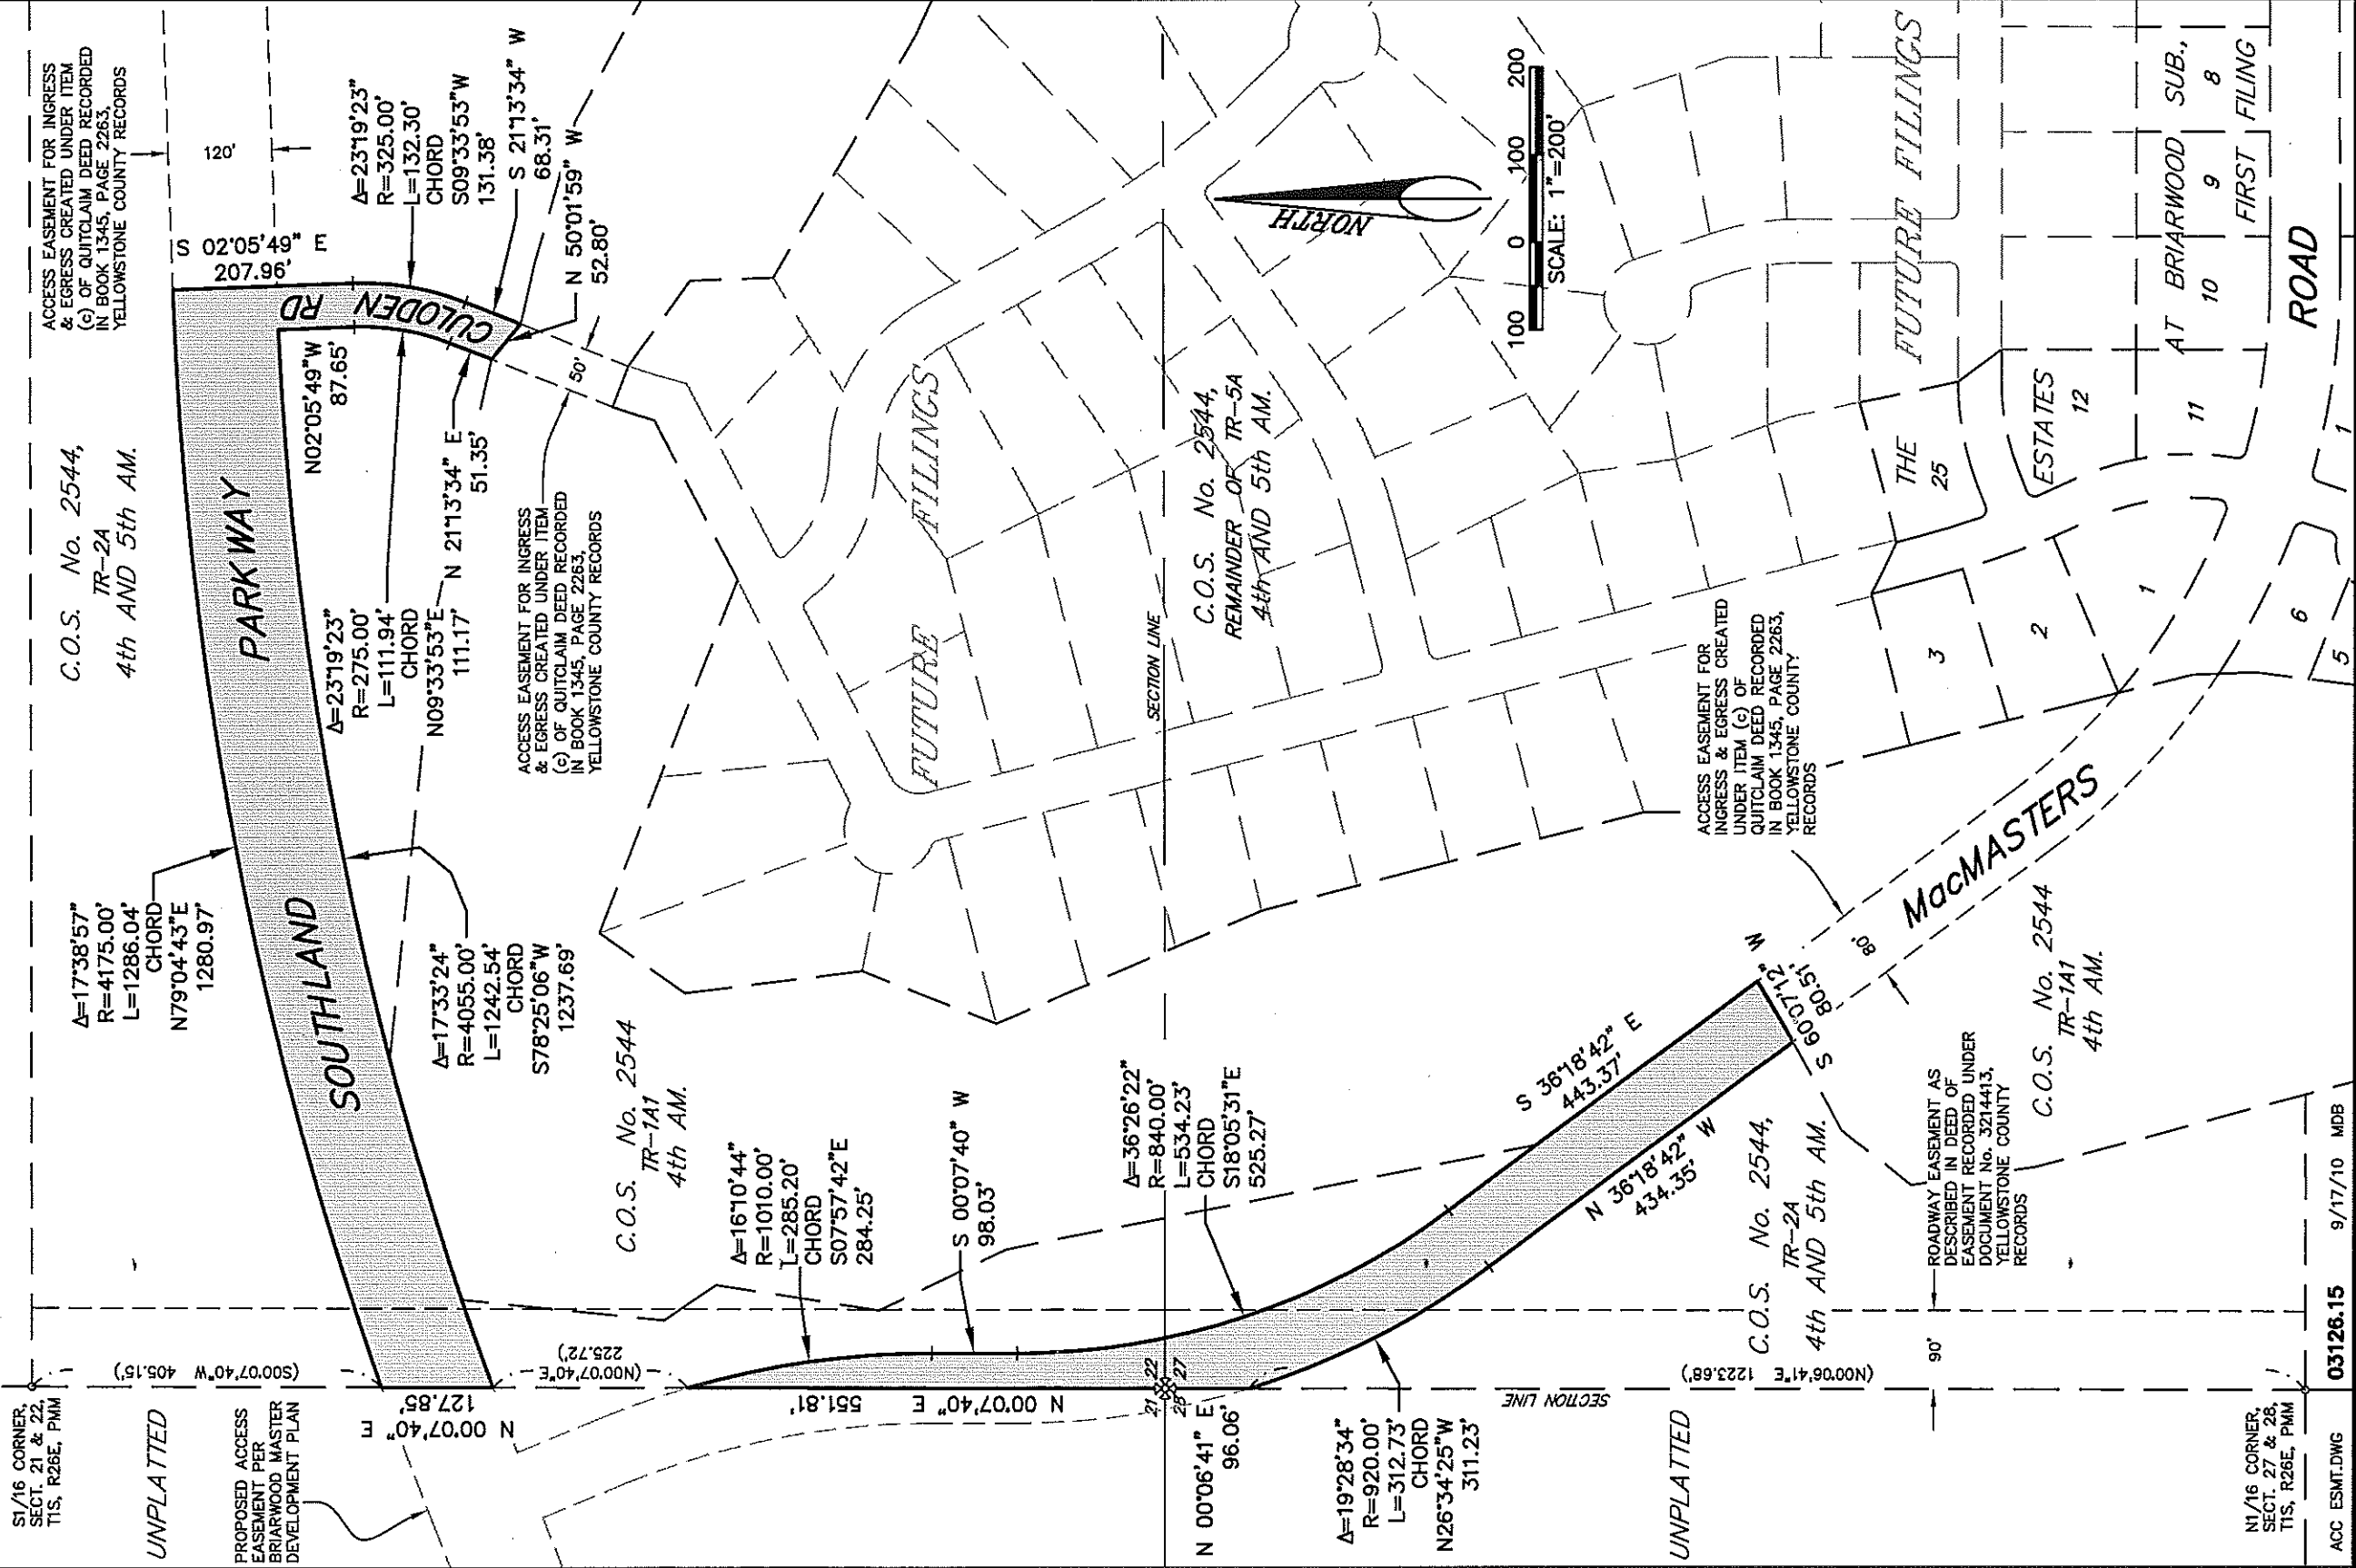 S1/16 CORNER,
SECT. 21 & 22,
T1S, R26E, PMM
UNPLATTED
PROPOSED ACCESS
EASEMENT PER
BRIARWOOD MASTER
DEVELOPMENT PLAN
(S00°07'40"W 405.15')
N 00°07'40" E
127.85'
(N00°07'40"E
225.72')
N 00°07'40" E 551.81'
Δ=17°38'57"
R=4175.00'
L=1286.04'
CHORD
N79°04'43"E
1280.97'
SOUTHLAND PARKWAY
C.O.S. No. 2544,
TR-2A
4th AND 5th AM.
ACCESS EASEMENT FOR INGRESS
& EGRESS CREATED UNDER ITEM
(c) OF QUITCLAIM DEED RECORDED
IN BOOK 1345, PAGE 2263,
YELLOWSTONE COUNTY RECORDS
120'
S 02°05'49" E
207.96'
CULODEN RD
N02°05'49"W
87.65'
Δ=23°19'23"
R=325.00'
L=132.30'
CHORD
S09°33'53"W
131.38'
S 21°13'34" W
68.31'
N 50°01'59" W
52.80'
50'
Δ=23°19'23"
R=275.00'
L=111.94'
CHORD
N09°33'53"E
111.17'
N 21°13'34" E
51.35'
ACCESS EASEMENT FOR INGRESS
& EGRESS CREATED UNDER ITEM
(c) OF QUITCLAIM DEED RECORDED
IN BOOK 1345, PAGE 2263,
YELLOWSTONE COUNTY RECORDS
Δ=17°33'24"
R=4055.00'
L=1242.54'
CHORD
S78°25'06"W
1237.69'
C.O.S. No. 2544
TR-1A1
4th AM.
Δ=16°10'44"
R=1010.00'
L=285.20'
CHORD
S07°57'42"E
284.25'
S 00°07'40" W
98.03'
FUTURE FILINGS
SECTION LINE
C.O.S. No. 2544,
REMAINDER OF TR-5A
4th AND 5th AM.
NORTH
100 0 100 200
SCALE: 1"=200'
21 22
28 27
N 00°06'41" E
96.06'
Δ=36°26'22"
R=840.00'
L=534.23'
CHORD
S18°05'31"E
525.27'
Δ=19°28'34"
R=920.00'
L=312.73'
CHORD
N26°34'25"W
311.23'
SECTION LINE
UNPLATTED
(N00°06'41"E 1223.68')
S 36°18'42" E
443.37'
N 36°18'42" W
434.35'
S 60°07'12" W
80.51'
80'
MacMASTERS ROAD
ACCESS EASEMENT FOR
INGRESS & EGRESS CREATED
UNDER ITEM (c) OF
QUITCLAIM DEED RECORDED
IN BOOK 1345, PAGE 2263,
YELLOWSTONE COUNTY
RECORDS
C.O.S. No. 2544,
TR-2A
4th AND 5th AM.
90'
ROADWAY EASEMENT AS
DESCRIBED IN DEED OF
EASEMENT RECORDED UNDER
DOCUMENT No. 3214413,
YELLOWSTONE COUNTY
RECORDS
C.O.S. No. 2544
TR-1A1
4th AM.
FUTURE FILINGS
THE
25
ESTATES
12
AT BRIARWOOD SUB.,
11 10 9 8
FIRST FILING
3
2
1
6
5
1
N1/16 CORNER,
SECT. 27 & 28,
T1S, R26E, PMM
ACC ESMT.DWG
03126.15
9/17/10 MDB